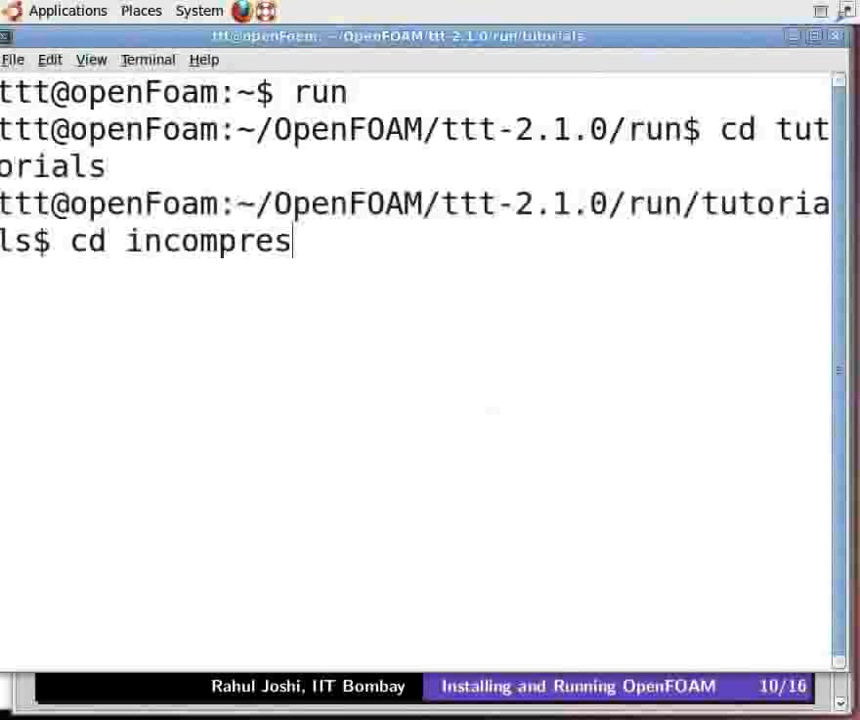 Applications Places System
ttt@openFoam: ~/OpenFOAM/ttt-2.1.0/run/tutorials
File Edit View Terminal Help
ttt@openFoam:~$ run
ttt@openFoam:~/OpenFOAM/ttt-2.1.0/run$ cd tut
orials
ttt@openFoam:~/OpenFOAM/ttt-2.1.0/run/tutoria
ls$ cd incompres
Rahul Joshi, IIT Bombay Installing and Running OpenFOAM 10/16